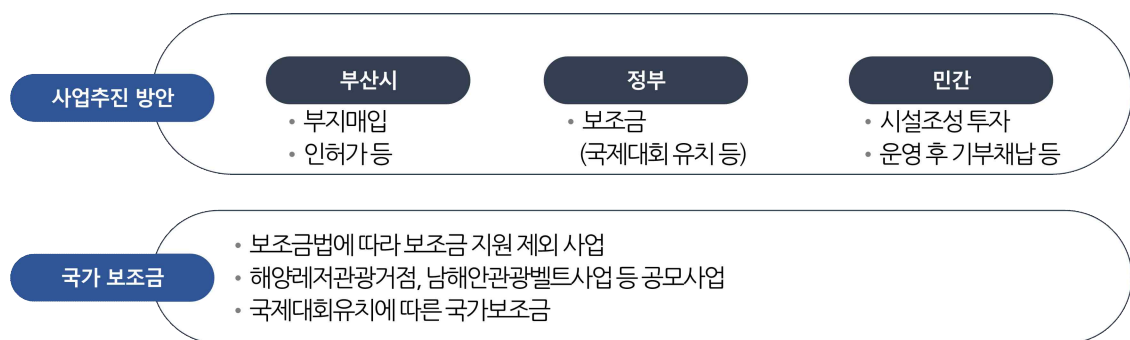 사업추진 방안
부산시
• 부지매입
• 인허가 등
정부
• 보조금
(국제대회 유치 등)
민간
• 시설조성 투자
• 운영 후 기부채납 등
국가 보조금
• 보조금법에 따라 보조금 지원 제외 사업
• 해양레저관광거점, 남해안관광벨트사업 등 공모사업
• 국제대회유치에 따른 국가보조금